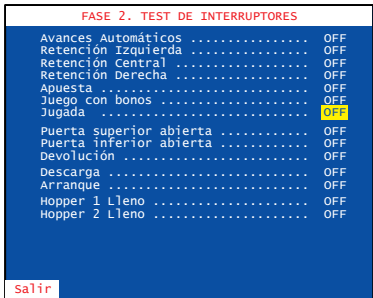 FASE 2. TEST DE INTERRUPTORES
Avances Automáticos ................. OFF
Retención Izquierda ................. OFF
Retención Central ................... OFF
Retención Derecha ................... OFF
Apuesta ............................. OFF
Juego con bonos ..................... OFF
Jugada ............................. OFF
Puerta superior abierta ............. OFF
Puerta inferior abierta ............. OFF
Devolución .......................... OFF
Descarga ............................ OFF
Arranque ............................ OFF
Hopper 1 Lleno ...................... OFF
Hopper 2 Lleno ...................... OFF
Salir